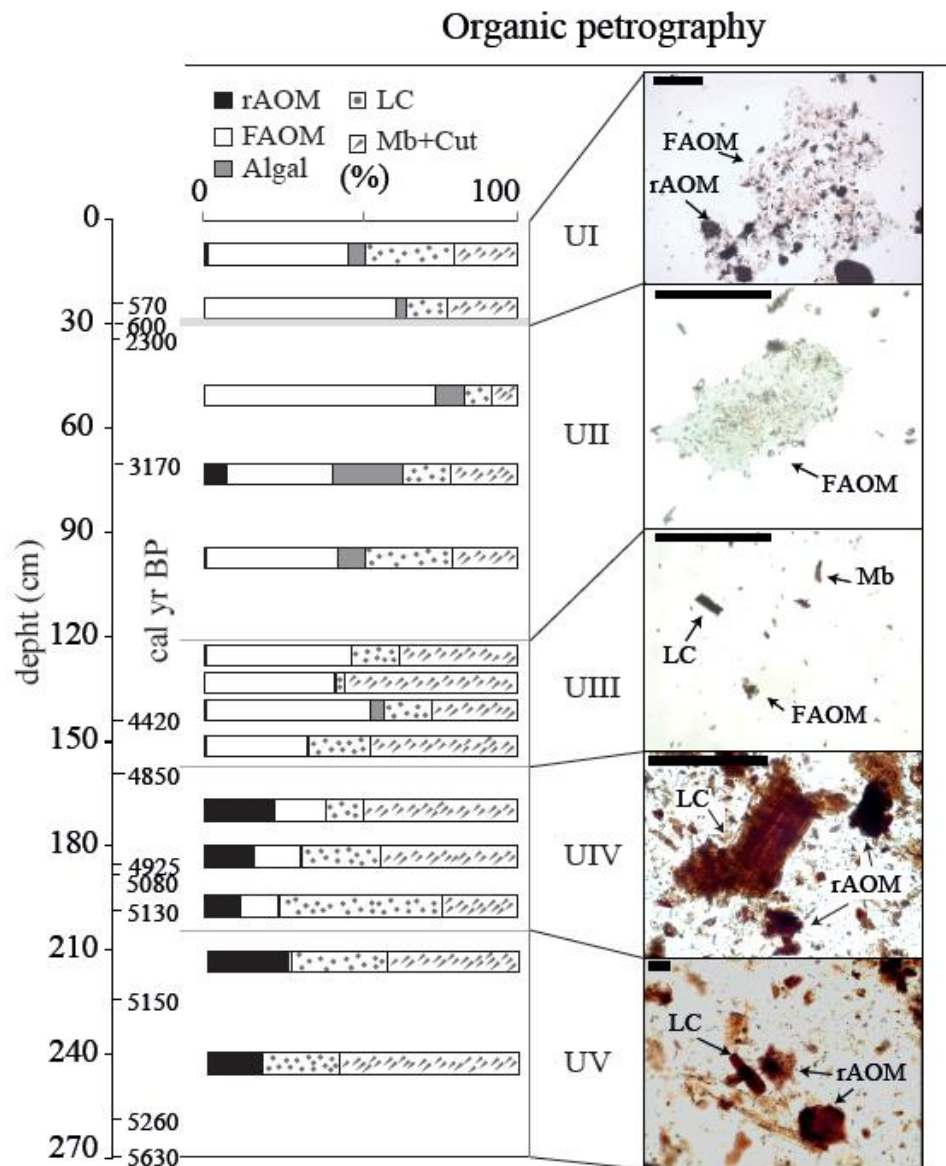 Organic petrography
rAOM
LC
FAOM
Mb+Cut
Algal
(%)
0
100
depht (cm)
cal yr BP
0
30
60
90
120
150
180
210
240
270
570
600
2300
3170
4420
4850
4925
5080
5130
5150
5260
5630
UI
UII
UIII
UIV
UV
FAOM
rAOM
FAOM
Mb
LC
FAOM
LC
rAOM
LC
rAOM